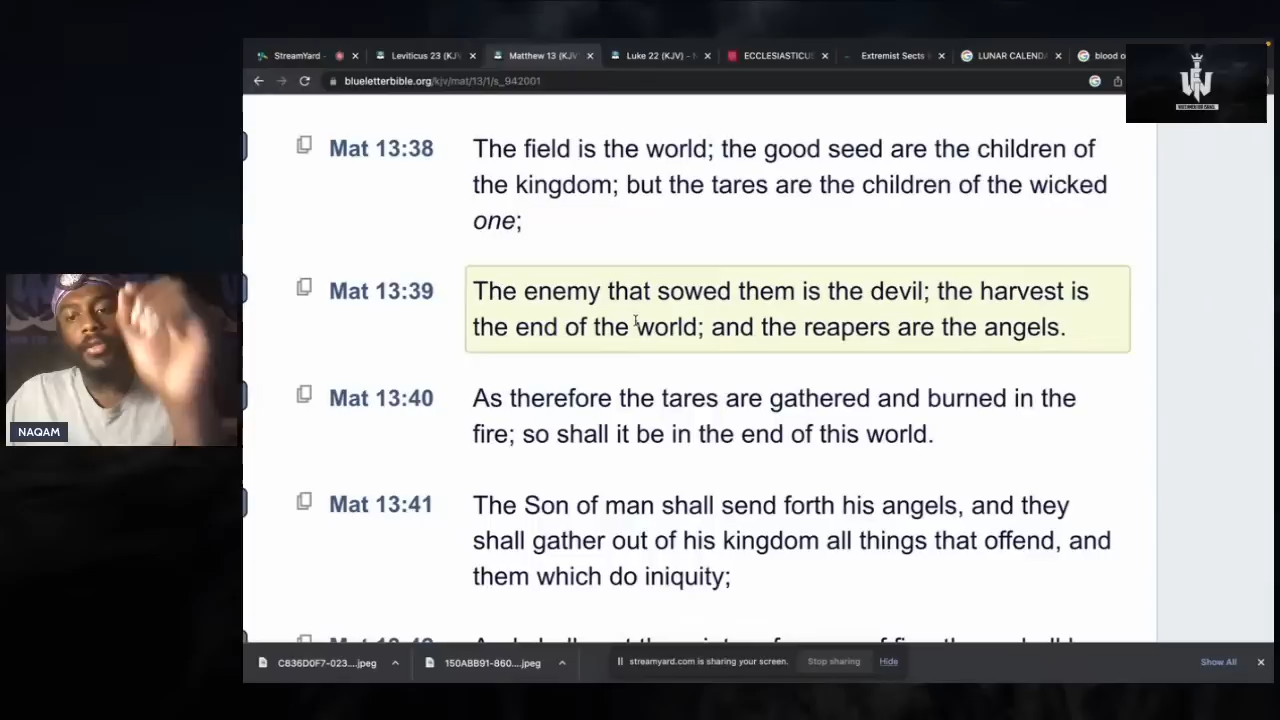 StreamYard -
Leviticus 23 (KJV
Matthew 13 (KJV
Luke 22 (KJV) - N
ECCLESIASTICUS
Extremist Sects
LUNAR CALENDA
blood o
blueletterbible.org/kjv/mat/13/1/s_942001
Mat 13:38
The field is the world; the good seed are the children of
the kingdom; but the tares are the children of the wicked
one;
Mat 13:39
The enemy that sowed them is the devil; the harvest is
the end of the world; and the reapers are the angels.
Mat 13:40
As therefore the tares are gathered and burned in the
fire; so shall it be in the end of this world.
Mat 13:41
The Son of man shall send forth his angels, and they
shall gather out of his kingdom all things that offend, and
them which do iniquity;
NAQAM
C836D0F7-023....jpeg
150ABB91-860....jpeg
streamyard.com is sharing your screen.
Stop sharing
Hide
Show All